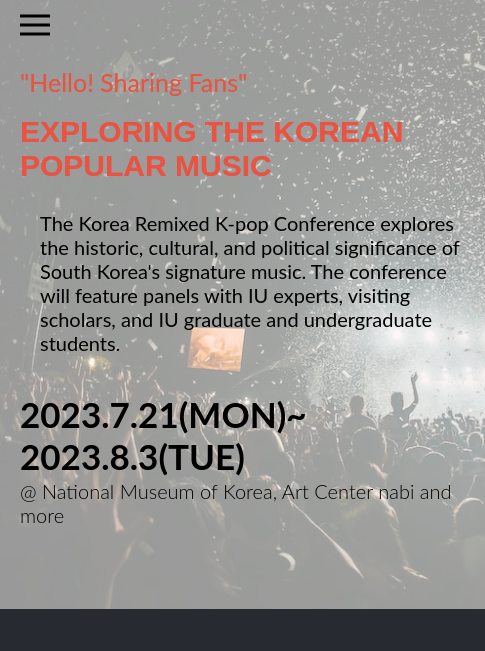 "Hello! Sharing Fans"
EXPLORING THE KOREAN
POPULAR MUSIC
The Korea Remixed K-pop Conference explores
the historic, cultural, and political significance of
South Korea's signature music. The conference
will feature panels with IU experts, visiting
scholars, and IU graduate and undergraduate
students.
2023.7.21(MON)~
2023.8.3(TUE)
@ National Museum of Korea, Art Center nabi and
more